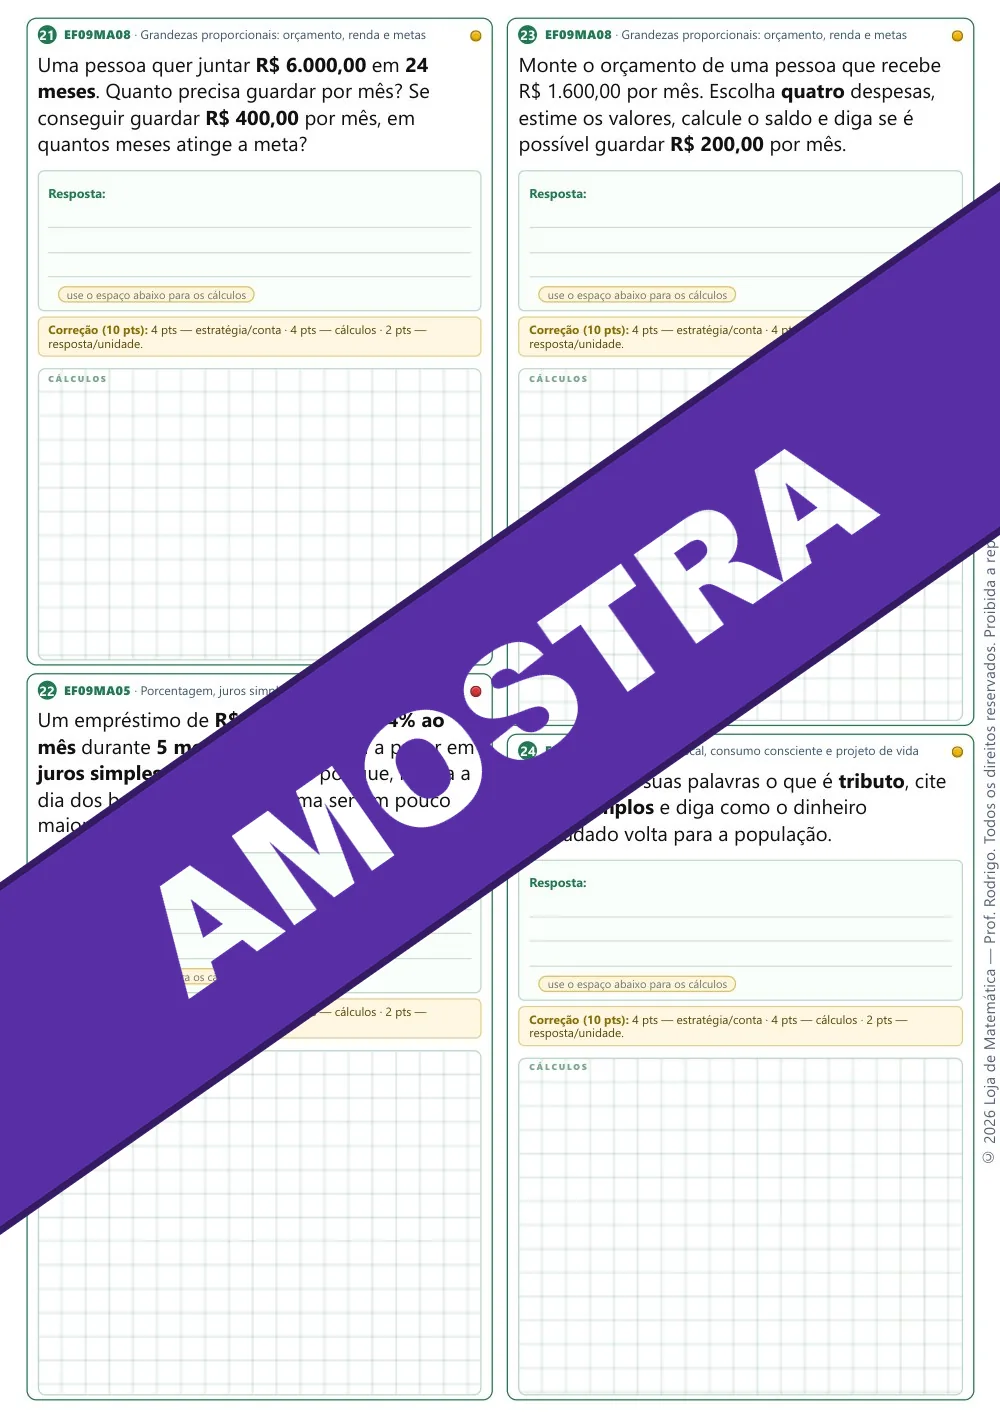 21 EF09MA08 · Grandezas proporcionais: orçamento, renda e metas
Uma pessoa quer juntar R$ 6.000,00 em 24
meses. Quanto precisa guardar por mês? Se
conseguir guardar R$ 400,00 por mês, em
quantos meses atinge a meta?
Resposta:
use o espaço abaixo para os cálculos
Correção (10 pts): 4 pts — estratégia/conta · 4 pts — cálculos · 2 pts —
resposta/unidade.
CÁLCULOS
22 EF09MA05 · Porcentagem, juros
Um empréstimo de 4% ao
mês durante 5 a em
juros simples a
dia dos um pouco
— cálculos · 2 pts —
23 EF09MA08 · Grandezas proporcionais: orçamento, renda e metas
Monte o orçamento de uma pessoa que recebe
R$ 1.600,00 por mês. Escolha quatro despesas,
estime os valores, calcule o saldo e diga se é
possível guardar R$ 200,00 por mês.
Resposta:
use o espaço abaixo para os cálculos
Correção (10 pts): 4 pts — estratégia/conta · 4
resposta/unidade.
CÁLCULOS
24 consumo consciente e projeto de vida
suas palavras o que é tributo, cite
e diga como o dinheiro
volta para a população.
Resposta:
use o espaço abaixo para os cálculos
Correção (10 pts): 4 pts — estratégia/conta · 4 pts — cálculos · 2 pts —
resposta/unidade.
CÁLCULOS
AMOSTRA
© 2026 Loja de Matemática — Prof. Rodrigo. Todos os direitos reservados. Proibida a